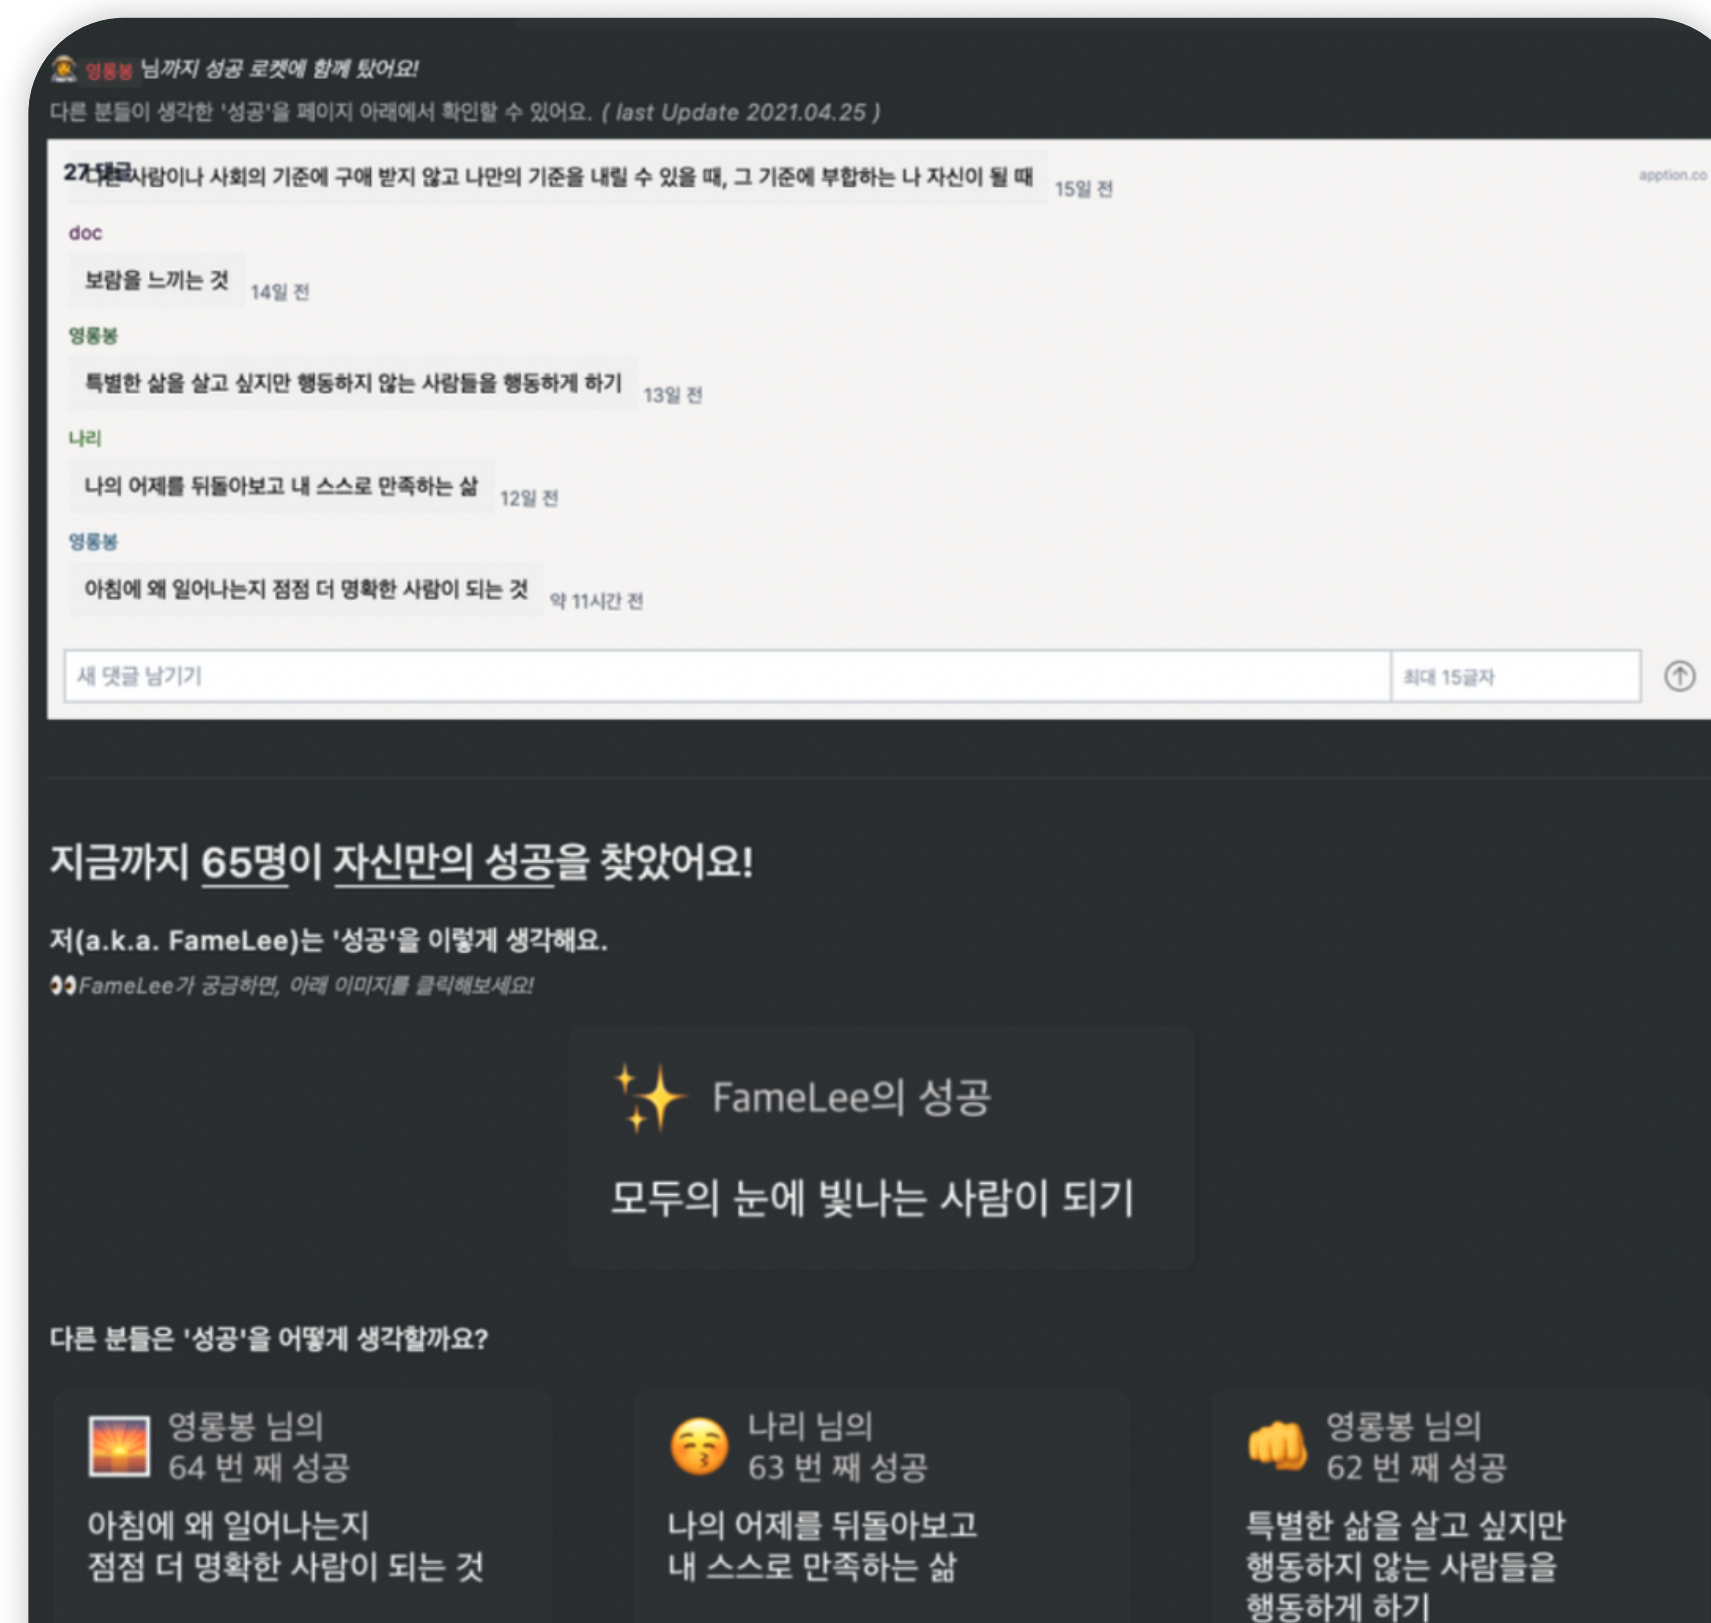 영롱봉 님까지 성공 로켓에 함께 탔어요!
다른 분들이 생각한 '성공'을 페이지 아래에서 확인할 수 있어요. ( last Update 2021.04.25 )
27 댓글
다른 사람이나 사회의 기준에 구애 받지 않고 나만의 기준을 내릴 수 있을 때, 그 기준에 부합하는 나 자신이 될 때 15일 전
apption.co
doc
보람을 느끼는 것 14일 전
영롱봉
특별한 삶을 살고 싶지만 행동하지 않는 사람들을 행동하게 하기 13일 전
나리
나의 어제를 뒤돌아보고 내 스스로 만족하는 삶 12일 전
영롱봉
아침에 왜 일어나는지 점점 더 명확한 사람이 되는 것 약 11시간 전
새 댓글 남기기 최대 15글자
지금까지 65명이 자신만의 성공을 찾았어요!
저(a.k.a. FameLee)는 '성공'을 이렇게 생각해요.
FameLee가 궁금하면, 아래 이미지를 클릭해보세요!
FameLee의 성공
모두의 눈에 빛나는 사람이 되기
다른 분들은 '성공'을 어떻게 생각할까요?
영롱봉 님의
64 번 째 성공
아침에 왜 일어나는지
점점 더 명확한 사람이 되는 것
나리 님의
63 번 째 성공
나의 어제를 뒤돌아보고
내 스스로 만족하는 삶
영롱봉 님의
62 번 째 성공
특별한 삶을 살고 싶지만
행동하지 않는 사람들을
행동하게 하기